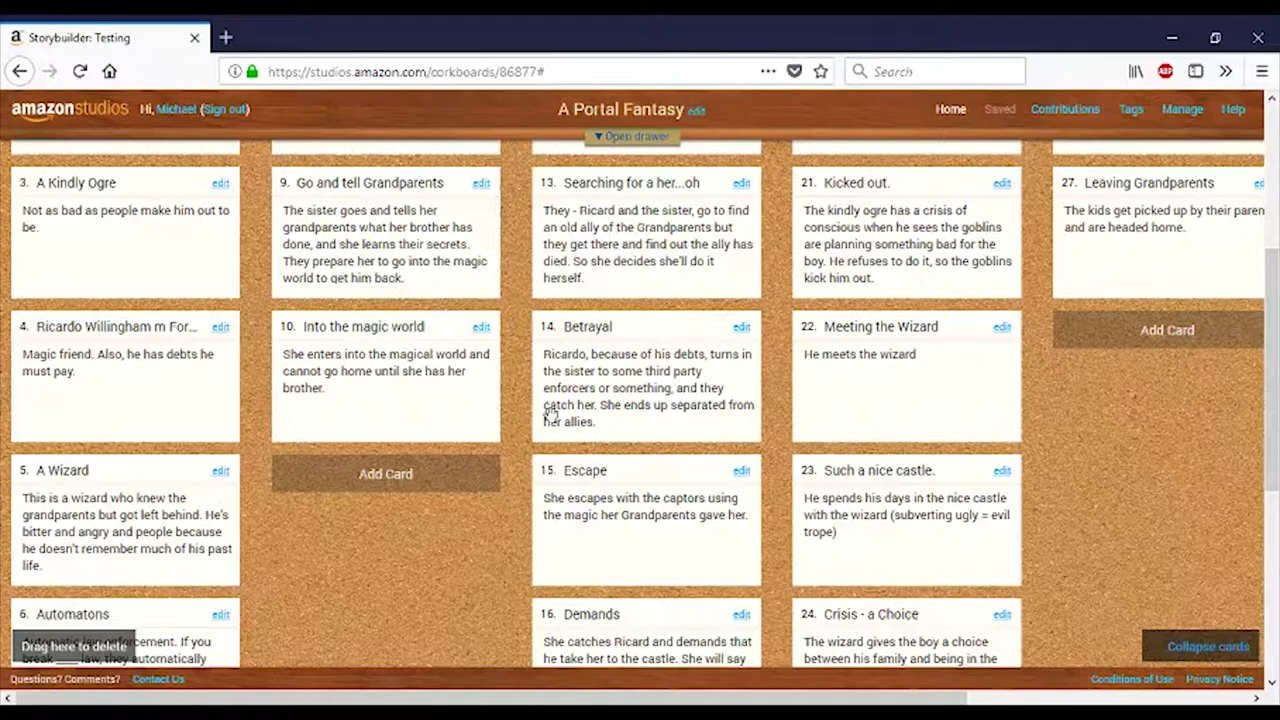 Storybuilder: Testing
https://studios.amazon.com/corkboards/86877#
Search
ABP
amazonstudios
Hi, Michael (Sign out)
A Portal Fantasy edit
Home Saved Contributions Tags Manage Help
▼ Open drawer
3. A Kindly Ogre edit
Not as bad as people make him out to
be.
4. Ricardo Willingham m For... edit
Magic friend. Also, he has debts he
must pay.
5. A Wizard edit
This is a wizard who knew the
grandparents but got left behind. He's
bitter and angry and people because
he doesn't remember much of his past
life.
6. Automatons edit
Automatic law enforcement. If you
break ____ law, they automatically
Drag here to delete
9. Go and tell Grandparents edit
The sister goes and tells her
grandparents what her brother has
done, and she learns their secrets.
They prepare her to go into the magic
world to get him back.
10. Into the magic world edit
She enters into the magical world and
cannot go home until she has her
brother.
Add Card
13. Searching for a her...oh edit
They - Ricard and the sister, go to find
an old ally of the Grandparents but
they get there and find out the ally has
died. So she decides she'll do it
herself.
14. Betrayal edit
Ricardo, because of his debts, turns in
the sister to some third party
enforcers or something, and they
catch her. She ends up separated from
her allies.
15. Escape edit
She escapes with the captors using
the magic her Grandparents gave her.
16. Demands edit
She catches Ricard and demands that
he take her to the castle. She will say
21. Kicked out. edit
The kindly ogre has a crisis of
conscious when he sees the goblins
are planning something bad for the
boy. He refuses to do it, so the goblins
kick him out.
22. Meeting the Wizard edit
He meets the wizard
23. Such a nice castle. edit
He spends his days in the nice castle
with the wizard (subverting ugly = evil
trope)
24. Crisis - a Choice edit
The wizard gives the boy a choice
between his family and being in the
27. Leaving Grandparents ed
The kids get picked up by their paren
and are headed home.
Add Card
Collapse cards
Questions? Comments? Contact Us
Conditions of Use Privacy Notice